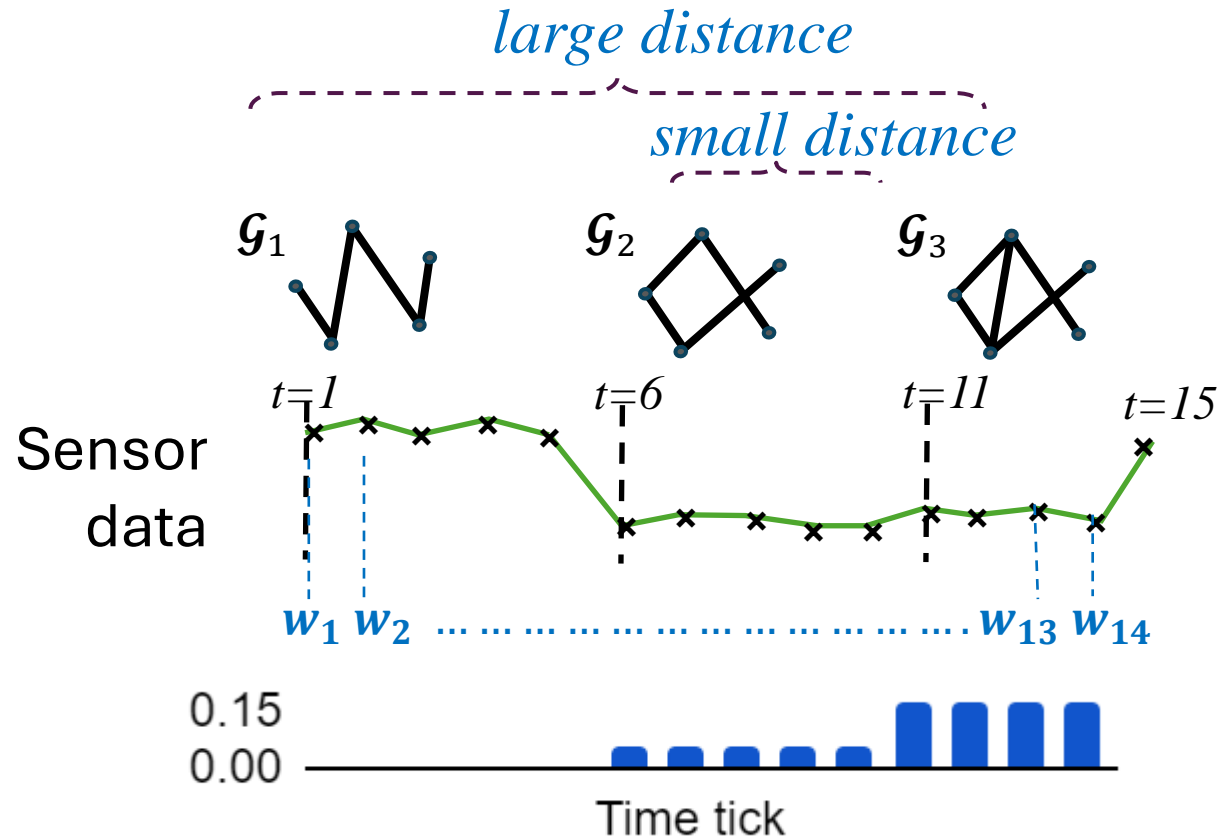 large distance
small distance
𝓖₁ 𝓖₂ 𝓖₃
t=1 t=6 t=11 t=15
Sensor
data
w₁ w₂ ... ... ... ... ... ... ... ... ... ... ... ... . w₁₃ w₁₄
0.15
0.00
Time tick